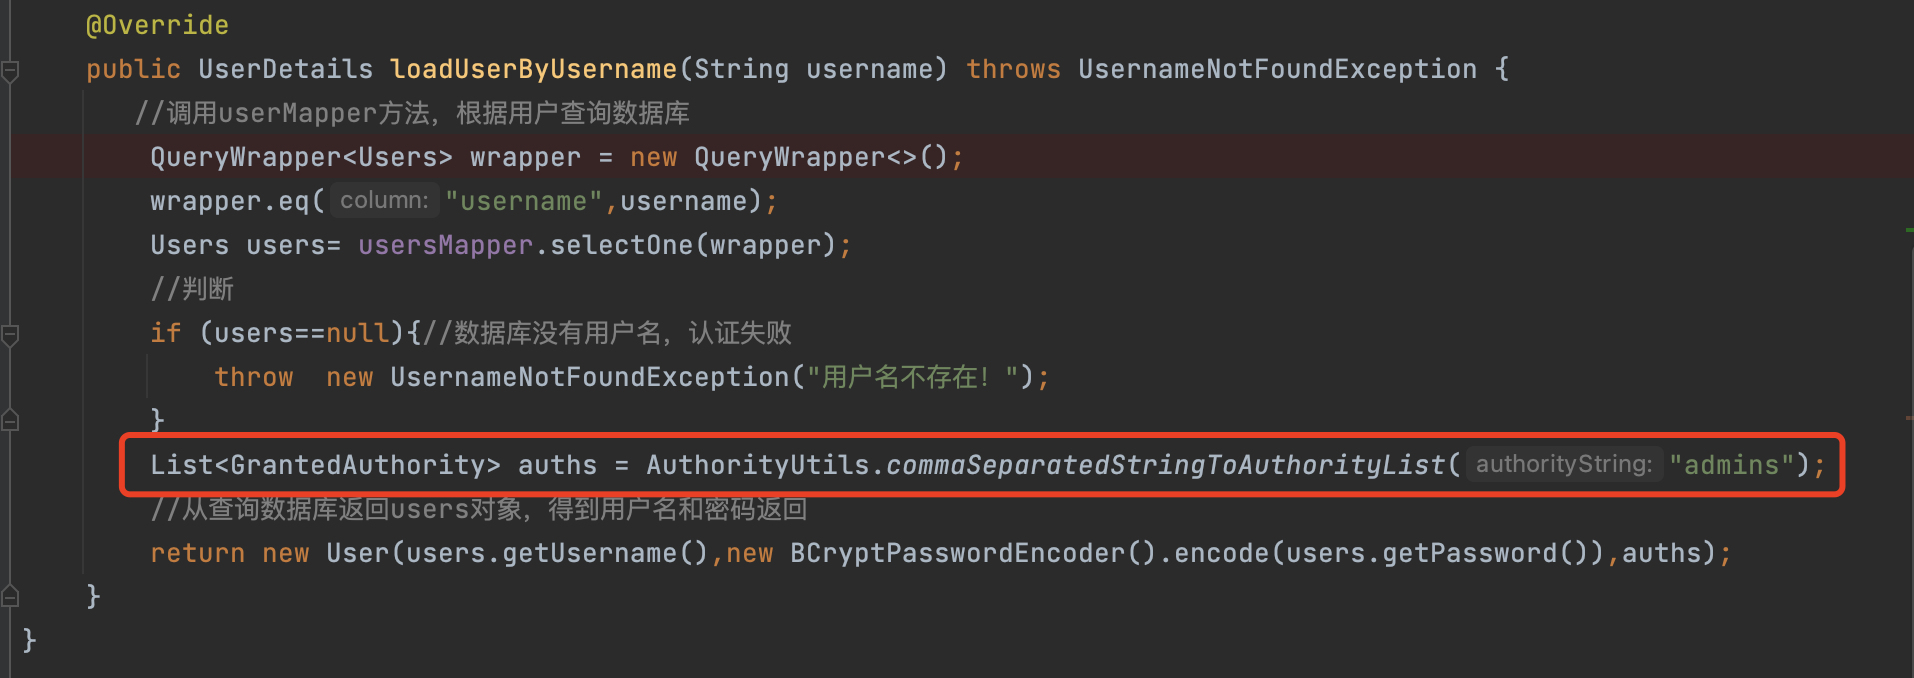 @Override
public UserDetails loadUserByUsername(String username) throws UsernameNotFoundException {
//调用userMapper方法，根据用户查询数据库
QueryWrapper<Users> wrapper = new QueryWrapper<>();
wrapper.eq( column: "username",username);
Users users= usersMapper.selectOne(wrapper);
//判断
if (users==null){//数据库没有用户名，认证失败
throw  new UsernameNotFoundException("用户名不存在！");
}
List<GrantedAuthority> auths = AuthorityUtils.commaSeparatedStringToAuthorityList( authorityString: "admins");
//从查询数据库返回users对象，得到用户名和密码返回
return new User(users.getUsername(),new BCryptPasswordEncoder().encode(users.getPassword()),auths);
}
}